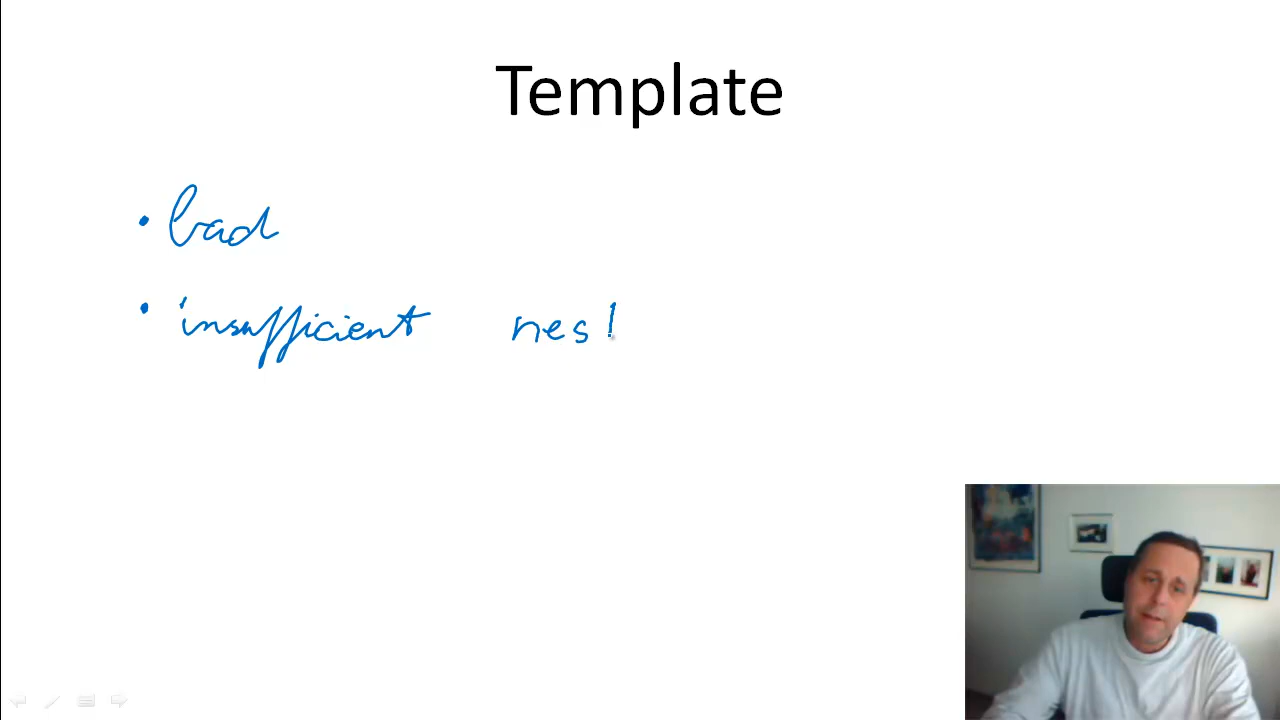 Template
• bad
• insufficient nes!